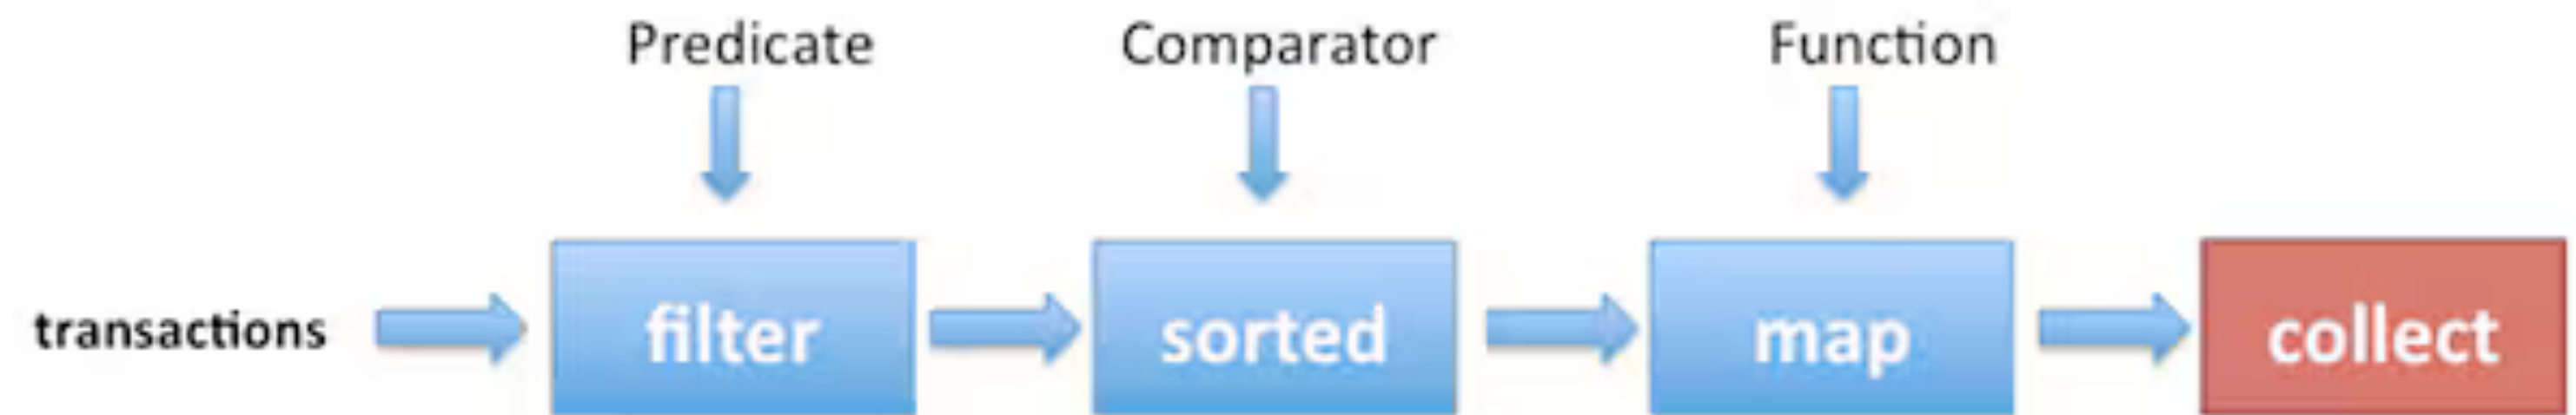 Predicate Comparator Function
transactions filter sorted map collect